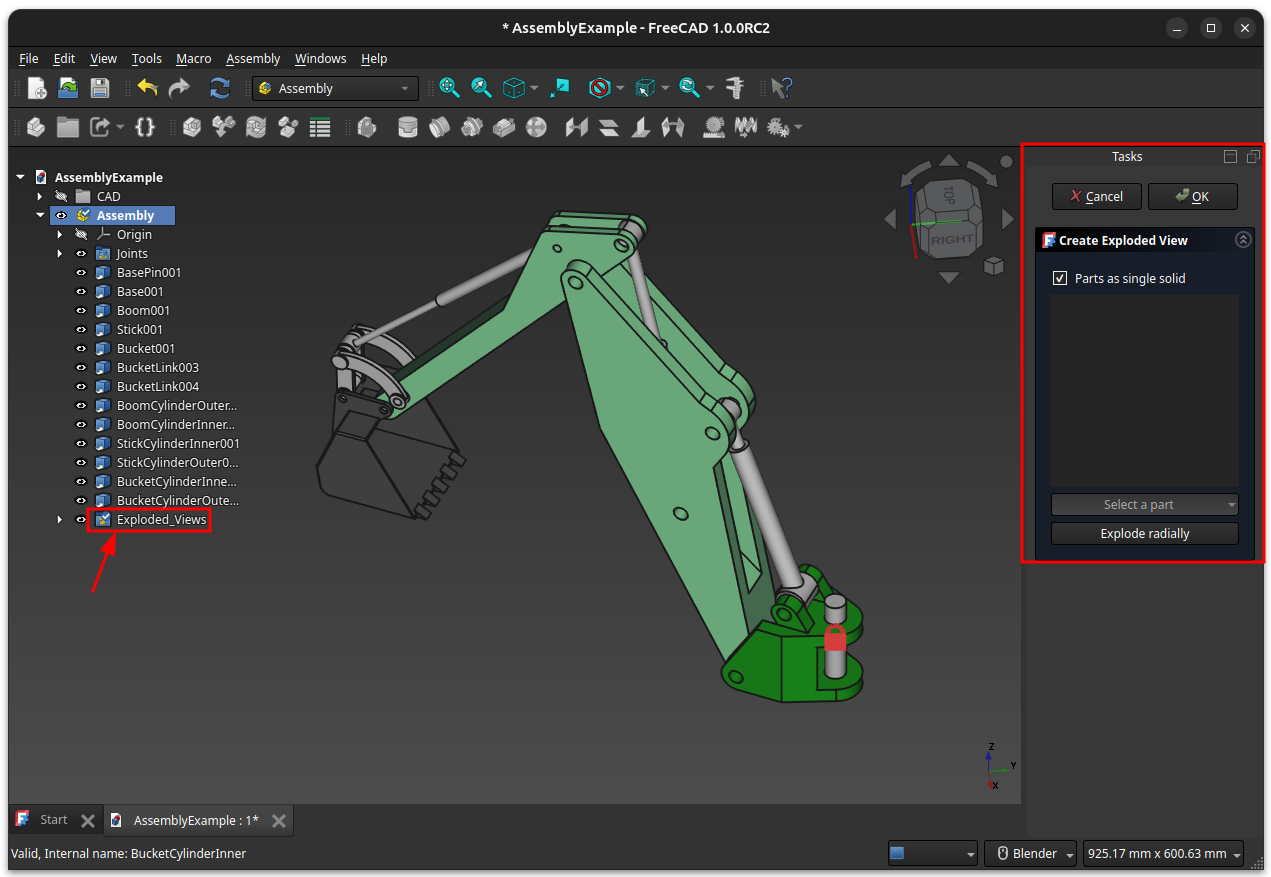 * AssemblyExample - FreeCAD 1.0.0RC2
File Edit View Tools Macro Assembly Windows Help
Assembly
Tasks
Cancel
OK
Create Exploded View
Parts as single solid
Select a part
Explode radially
AssemblyExample
CAD
Assembly
Origin
Joints
BasePin001
Base001
Boom001
Stick001
Bucket001
BucketLink003
BucketLink004
BoomCylinderOuter...
BoomCylinderInner...
StickCylinderInner001
StickCylinderOuter0...
BucketCylinderInne...
BucketCylinderOute...
Exploded_Views
TOP
RIGHT
Z
Y
X
Start
AssemblyExample : 1*
Valid, Internal name: BucketCylinderInner
Blender
925.17 mm x 600.63 mm